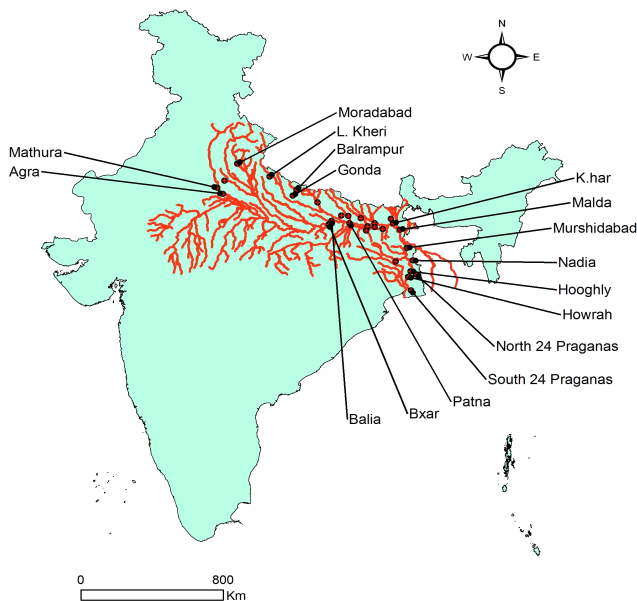 N
W E
S
Moradabad
L. Kheri
Balrampur
Gonda
Mathura
Agra
K.har
Malda
Murshidabad
Nadia
Hooghly
Howrah
North 24 Praganas
South 24 Praganas
Patna
Bxar
Balia
0 800
Km